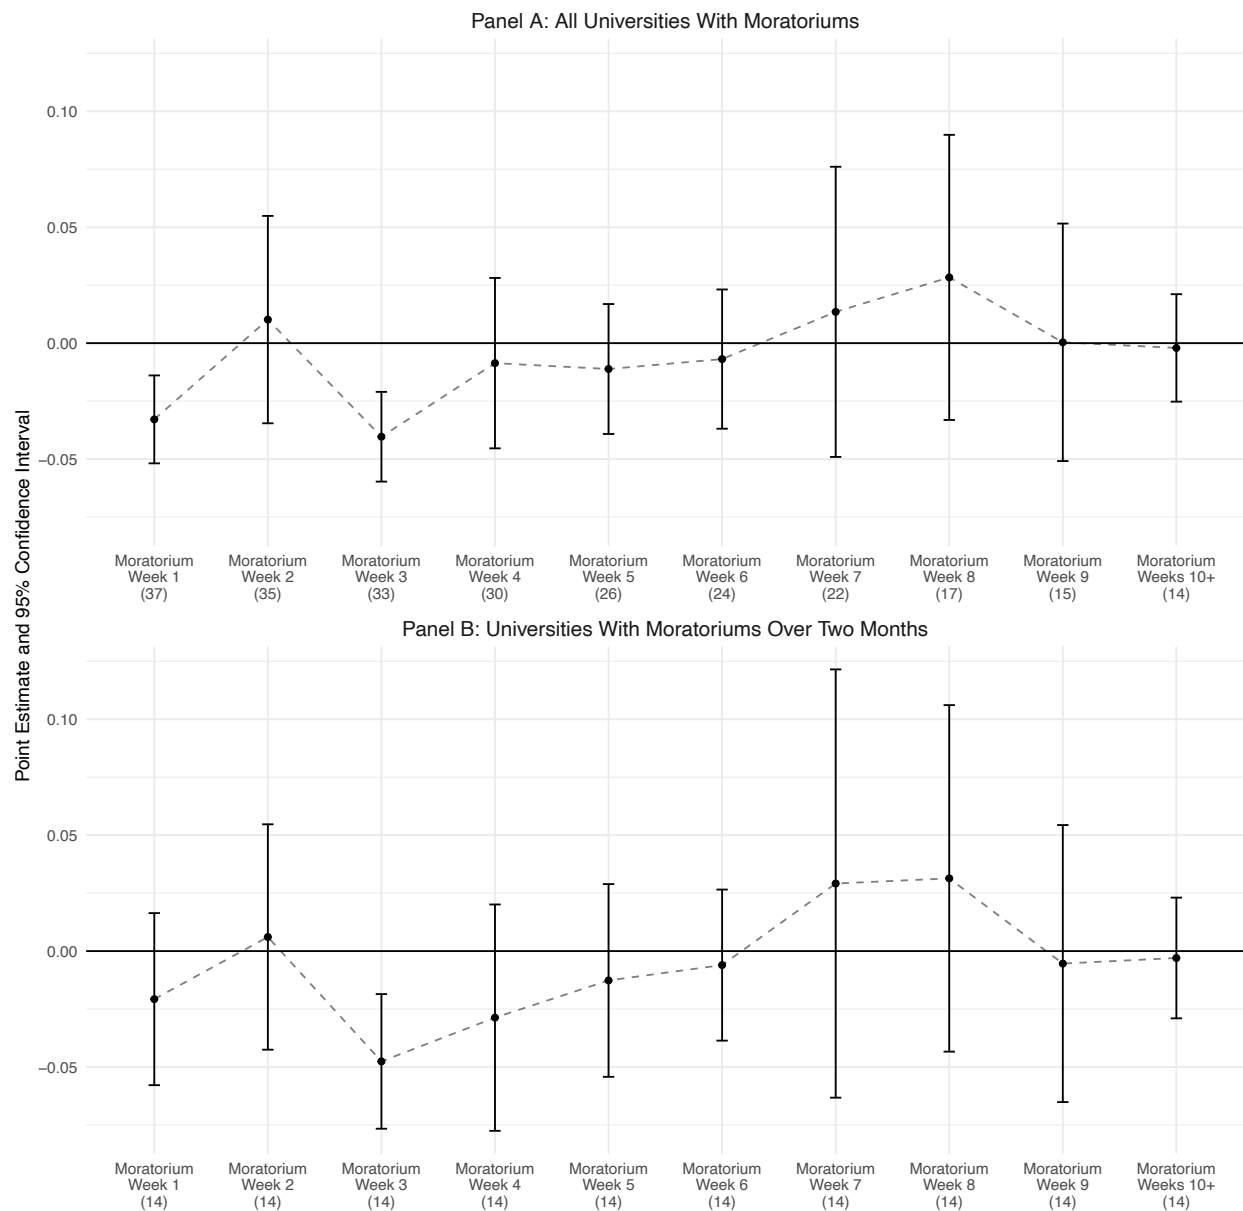 Panel A: All Universities With Moratoriums
0.10
0.05
0.00
−0.05
Moratorium Moratorium Moratorium Moratorium Moratorium Moratorium Moratorium Moratorium Moratorium Moratorium
Week 1 Week 2 Week 3 Week 4 Week 5 Week 6 Week 7 Week 8 Week 9 Weeks 10+
(37) (35) (33) (30) (26) (24) (22) (17) (15) (14)
Point Estimate and 95% Confidence Interval
Panel B: Universities With Moratoriums Over Two Months
0.10
0.05
0.00
−0.05
Moratorium Moratorium Moratorium Moratorium Moratorium Moratorium Moratorium Moratorium Moratorium Moratorium
Week 1 Week 2 Week 3 Week 4 Week 5 Week 6 Week 7 Week 8 Week 9 Weeks 10+
(14) (14) (14) (14) (14) (14) (14) (14) (14) (14)